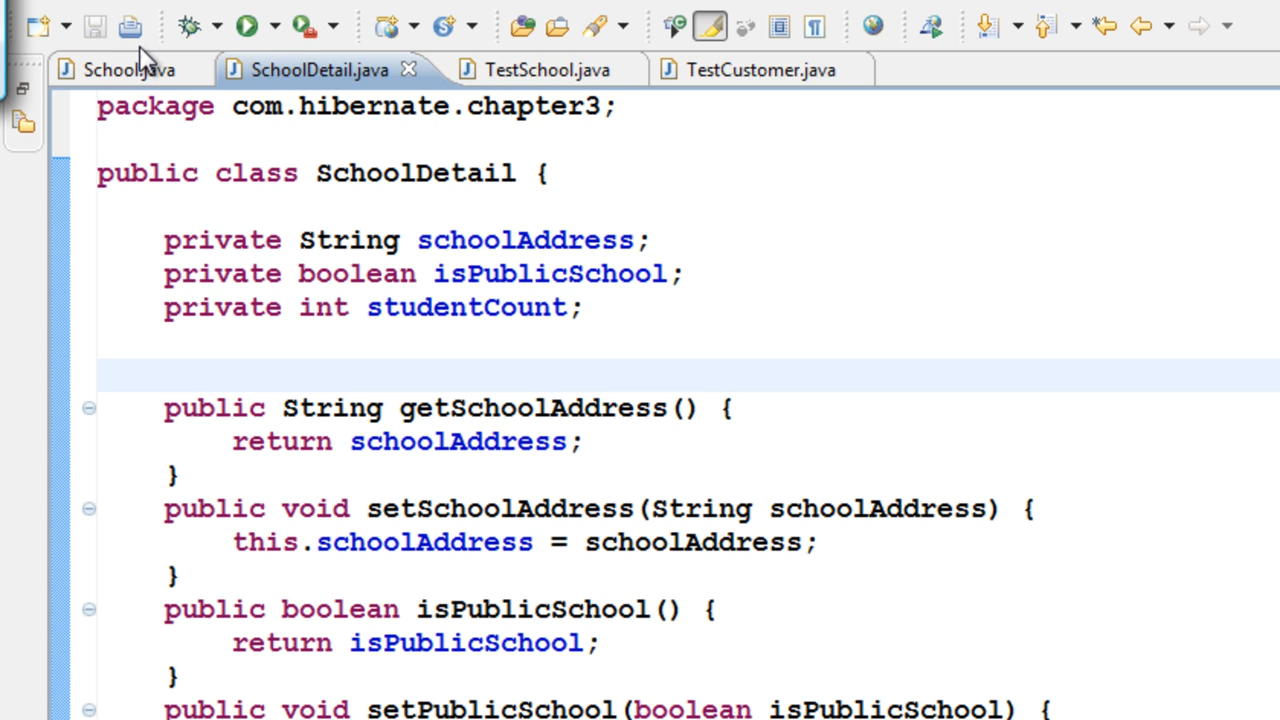 School.java SchoolDetail.java TestSchool.java TestCustomer.java
package com.hibernate.chapter3;
public class SchoolDetail {
private String schoolAddress;
private boolean isPublicSchool;
private int studentCount;
public String getSchoolAddress() {
return schoolAddress;
}
public void setSchoolAddress(String schoolAddress) {
this.schoolAddress = schoolAddress;
}
public boolean isPublicSchool() {
return isPublicSchool;
}
public void setPublicSchool(boolean isPublicSchool) {